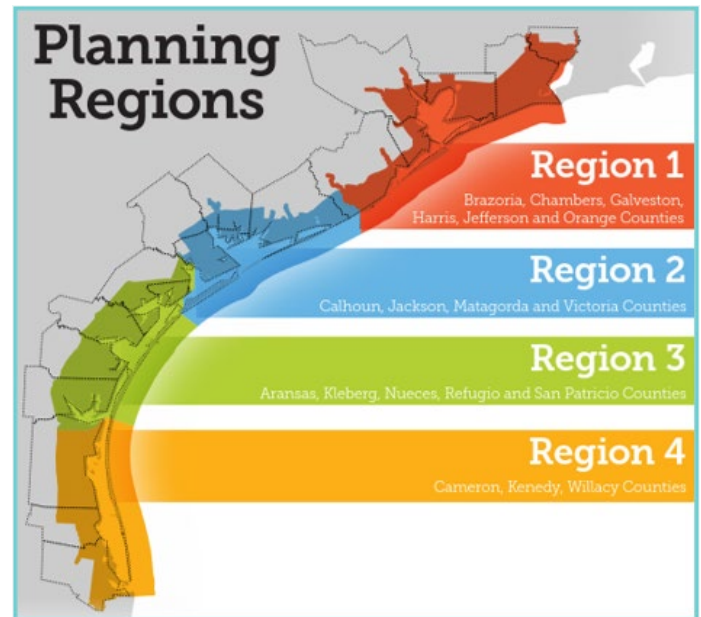 Planning
Regions
Region 1
Brazoria, Chambers, Galveston,
Harris, Jefferson and Orange Counties
Region 2
Calhoun, Jackson, Matagorda and Victoria Counties
Region 3
Aransas, Kleberg, Nueces, Refugio and San Patricio Counties
Region 4
Cameron, Kenedy, Willacy Counties